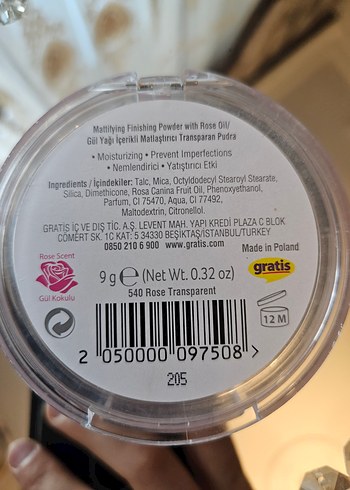 Mattifying Finishing Powder with Rose Oil/
Gül Yağı İçerikli Matlaştırıcı Transparan Pudra
• Moisturizing • Prevent Imperfections
• Nemlendirici • Yatıştırıcı Etki
Ingredients / İçindekiler: Talc, Mica, Octyldodecyl Stearoyl Stearate,
Silica, Dimethicone, Rosa Canina Fruit Oil, Phenoxyethanol,
Parfum, CI 75470, Aqua, CI 77492,
Maltodextrin, Citronellol.
GRATİS İÇ VE DIŞ TİC. A.Ş. LEVENT MAH. YAPI KREDİ PLAZA C BLOK
CÖMERT SK. 1C KAT: 5 34330 BEŞİKTAŞ/İSTANBUL/TURKEY
0850 210 6 900 www.gratis.com
Rose Scent
Gül Kokulu
Made in Poland
gratis
9 g e (Net Wt. 0.32 oz)
540 Rose Transparent
12 M
2 050000 097508 >
205